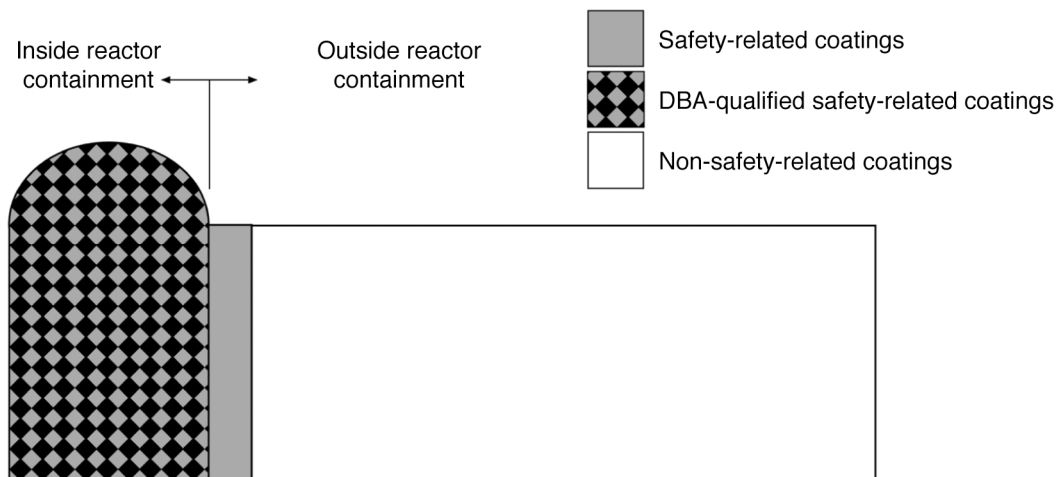 Inside reactor
containment
Outside reactor
containment
Safety-related coatings
DBA-qualified safety-related coatings
Non-safety-related coatings